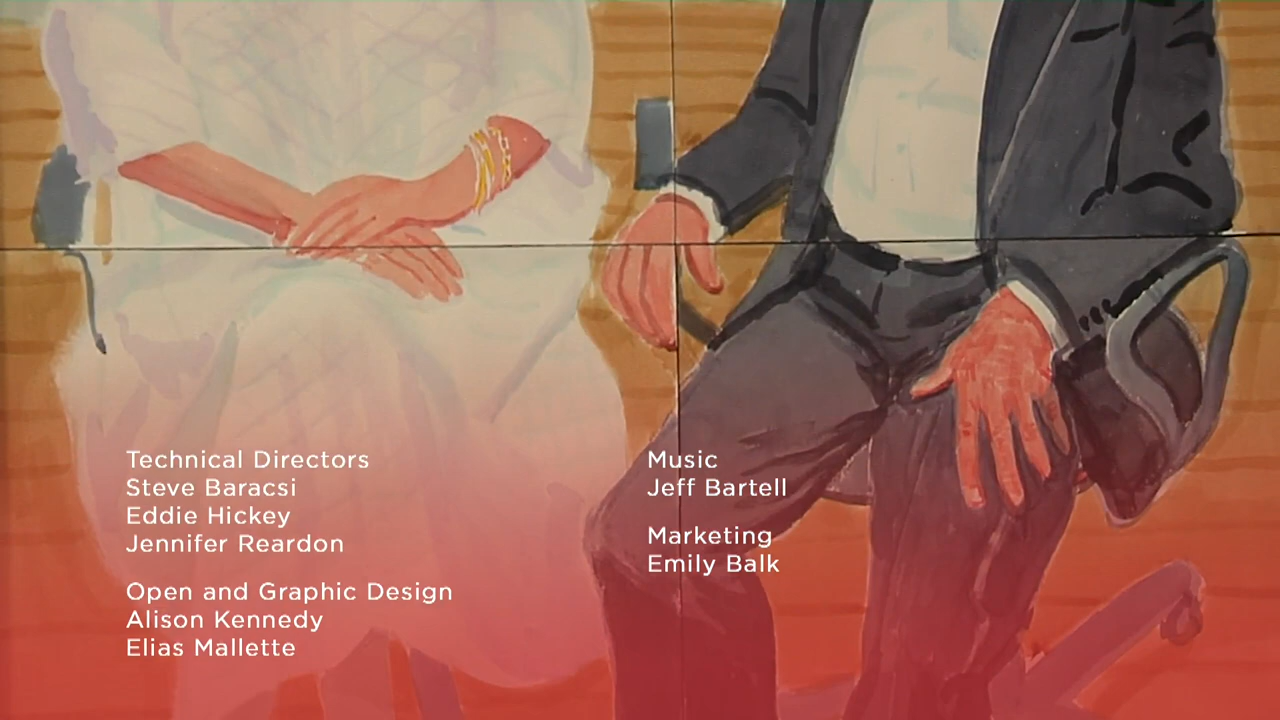 Technical Directors
Steve Baracsi
Eddie Hickey
Jennifer Reardon
Open and Graphic Design
Alison Kennedy
Elias Mallette
Music
Jeff Bartell
Marketing
Emily Balk